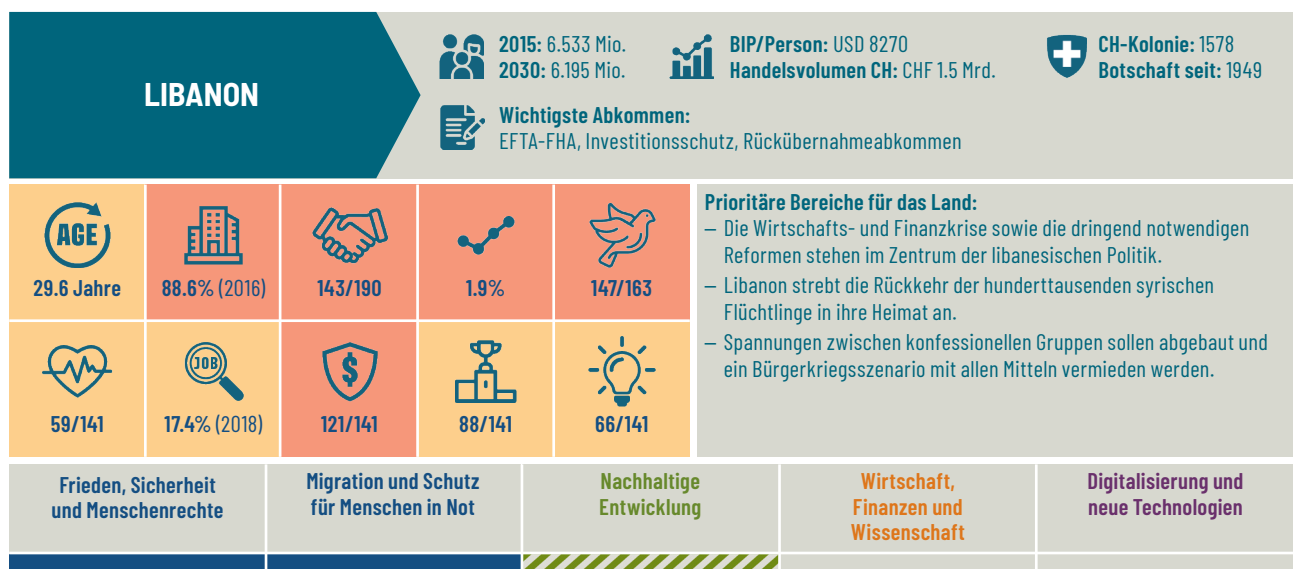 LIBANON
2015: 6.533 Mio.
2030: 6.195 Mio.
BIP/Person: USD 8270
Handelsvolumen CH: CHF 1.5 Mrd.
CH-Kolonie: 1578
Botschaft seit: 1949
Wichtigste Abkommen:
EFTA-FHA, Investitionsschutz, Rückübernahmeabkommen
AGE
29.6 Jahre
88.6% (2016)
143/190
1.9%
147/163
59/141
JOB
17.4% (2018)
$
121/141
88/141
66/141
Prioritäre Bereiche für das Land:
– Die Wirtschafts- und Finanzkrise sowie die dringend notwendigen
Reformen stehen im Zentrum der libanesischen Politik.
– Libanon strebt die Rückkehr der hunderttausenden syrischen
Flüchtlinge in ihre Heimat an.
– Spannungen zwischen konfessionellen Gruppen sollen abgebaut und
ein Bürgerkriegsszenario mit allen Mitteln vermieden werden.
Frieden, Sicherheit
und Menschenrechte
Migration und Schutz
für Menschen in Not
Nachhaltige
Entwicklung
Wirtschaft,
Finanzen und
Wissenschaft
Digitalisierung und
neue Technologien